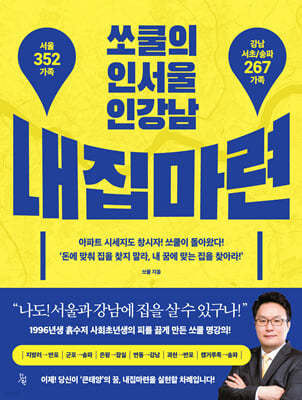 서울
352
가족
강남
서초/송파
267
가족
쏘쿨의
인서울
인강남
내집마련
아파트 시세지도 창시자! 쏘쿨이 돌아왔다!
'돈에 맞춰 집을 찾지 말라, 내 꿈에 맞는 집을 찾아라!'
쏘쿨 지음
“나도! 서울과 강남에 집을 살 수 있구나!”
1996년생 흙수저 사회초년생의 피를 끓게 만든 쏘쿨 명강의!
지방러→반포
군포→송파
은평→잠실
번동→강남
과천→반포
캥거루족→송파
이제! 당신이 '큰태양'의 꿈, 내집마련을 실현할 차례입니다!